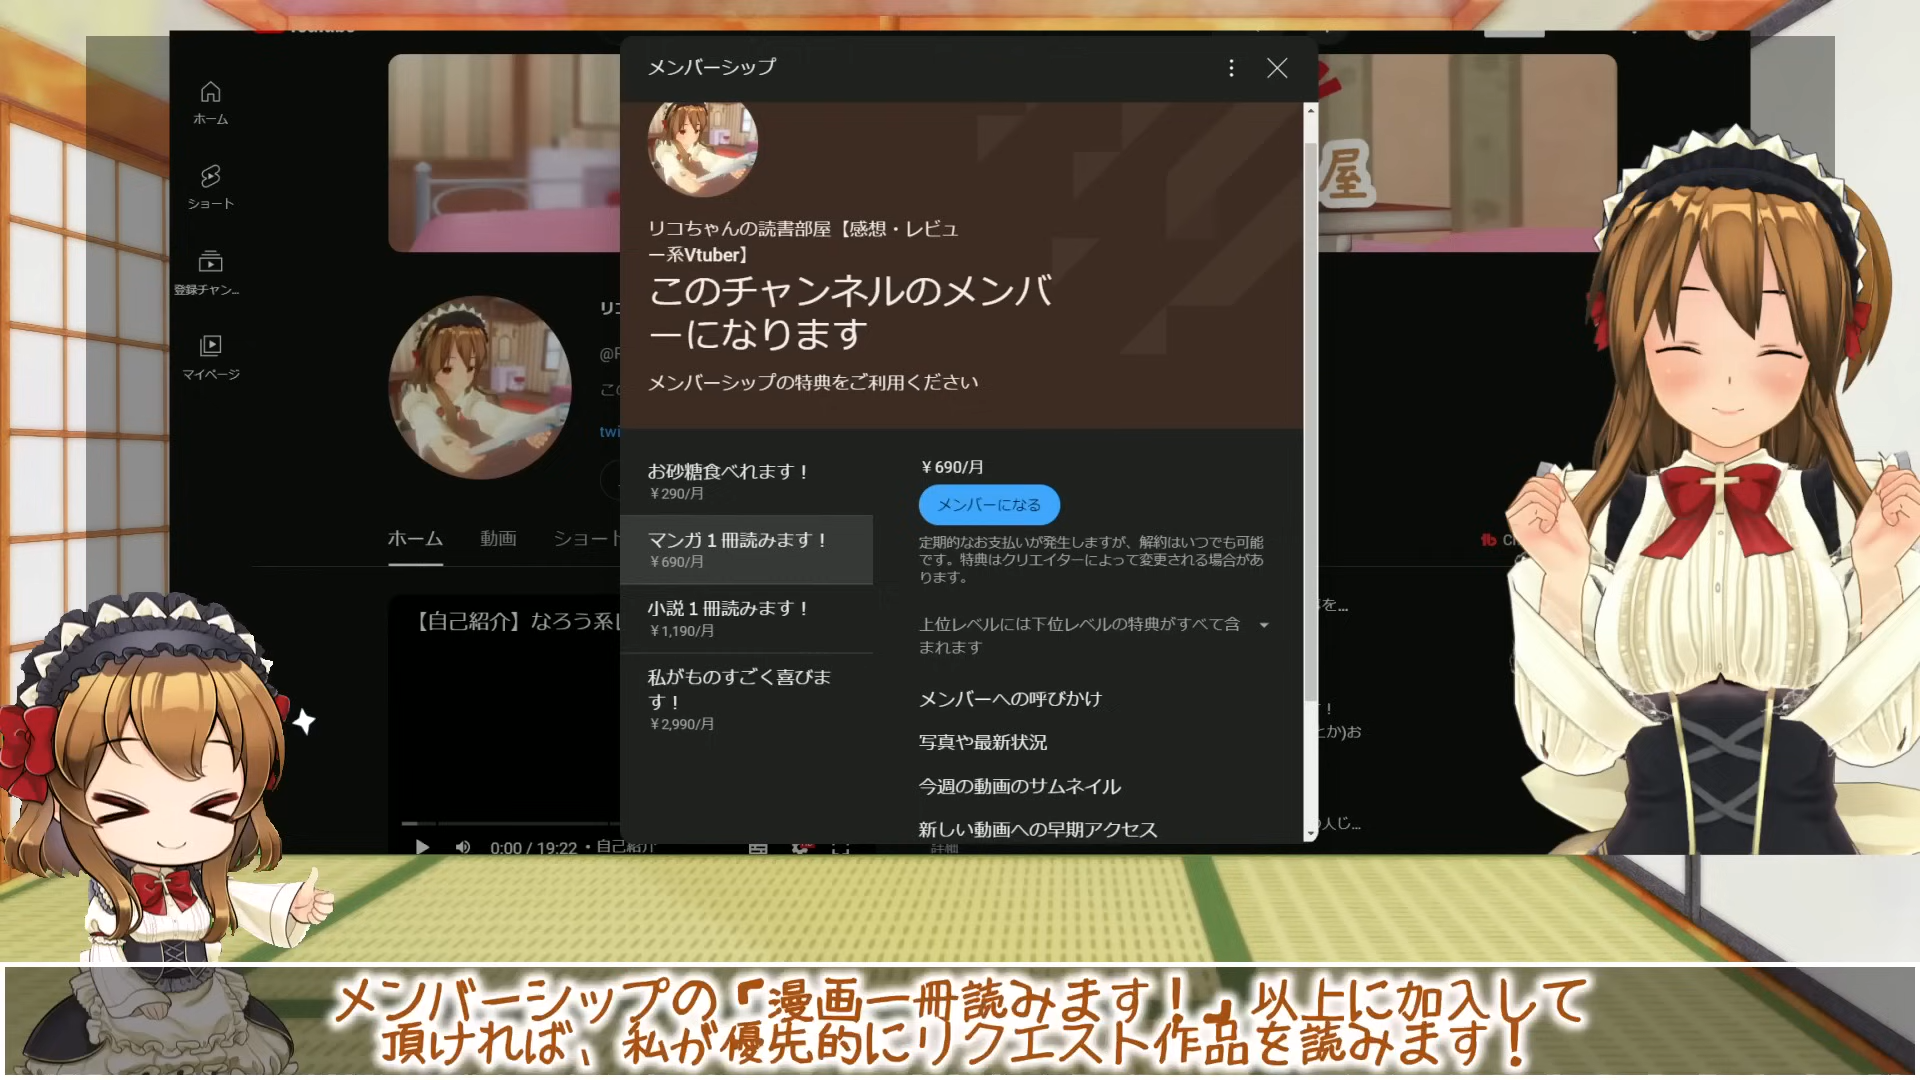 メンバーシップ
ホーム
ショート
登録チャン...
マイページ
屋
リコちゃんの読書部屋【感想・レビュ
ー系Vtuber】
このチャンネルのメンバ
ーになります
メンバーシップの特典をご利用ください
お砂糖食べれます！
￥290/月
マンガ１冊読みます！
￥690/月
小説１冊読みます！
￥1,190/月
私がものすごく喜びま
す！
￥2,990/月
￥690/月
メンバーになる
定期的なお支払いが発生しますが、解約はいつでも可能
です。特典はクリエイターによって変更される場合があ
ります。
上位レベルには下位レベルの特典がすべて含
まれます
メンバーへの呼びかけ
写真や最新状況
今週の動画のサムネイル
新しい動画への早期アクセス
ホーム 動画 ショート
【自己紹介】なろう系
0:00 / 19:22・自己紹介
詳細
メンバーシップの『漫画一冊読みます！』以上に加入して
頂ければ、私が優先的にリクエスト作品を読みます！